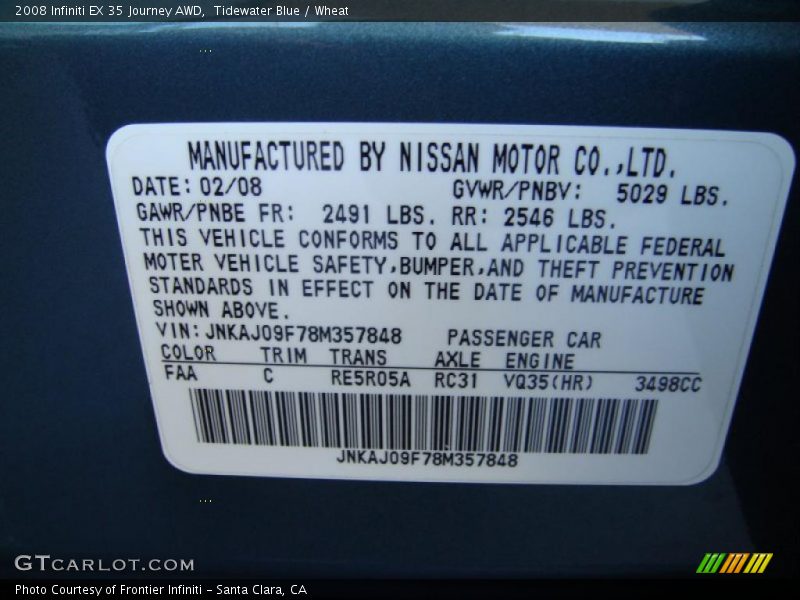 2008 Infiniti EX 35 Journey AWD,  Tidewater Blue / Wheat
MANUFACTURED BY NISSAN MOTOR CO.,LTD.
DATE: 02/08 GVWR/PNBV: 5029 LBS.
GAWR/PNBE FR: 2491 LBS. RR: 2546 LBS.
THIS VEHICLE CONFORMS TO ALL APPLICABLE FEDERAL
MOTER VEHICLE SAFETY,BUMPER,AND THEFT PREVENTION
STANDARDS IN EFFECT ON THE DATE OF MANUFACTURE
SHOWN ABOVE.
VIN: JNKAJ09F78M357848 PASSENGER CAR
COLOR TRIM TRANS AXLE ENGINE
FAA C RE5R05A RC31 VQ35(HR) 3498CC
JNKAJ09F78M357848
GTCARLOT.COM
Photo Courtesy of Frontier Infiniti - Santa Clara, CA